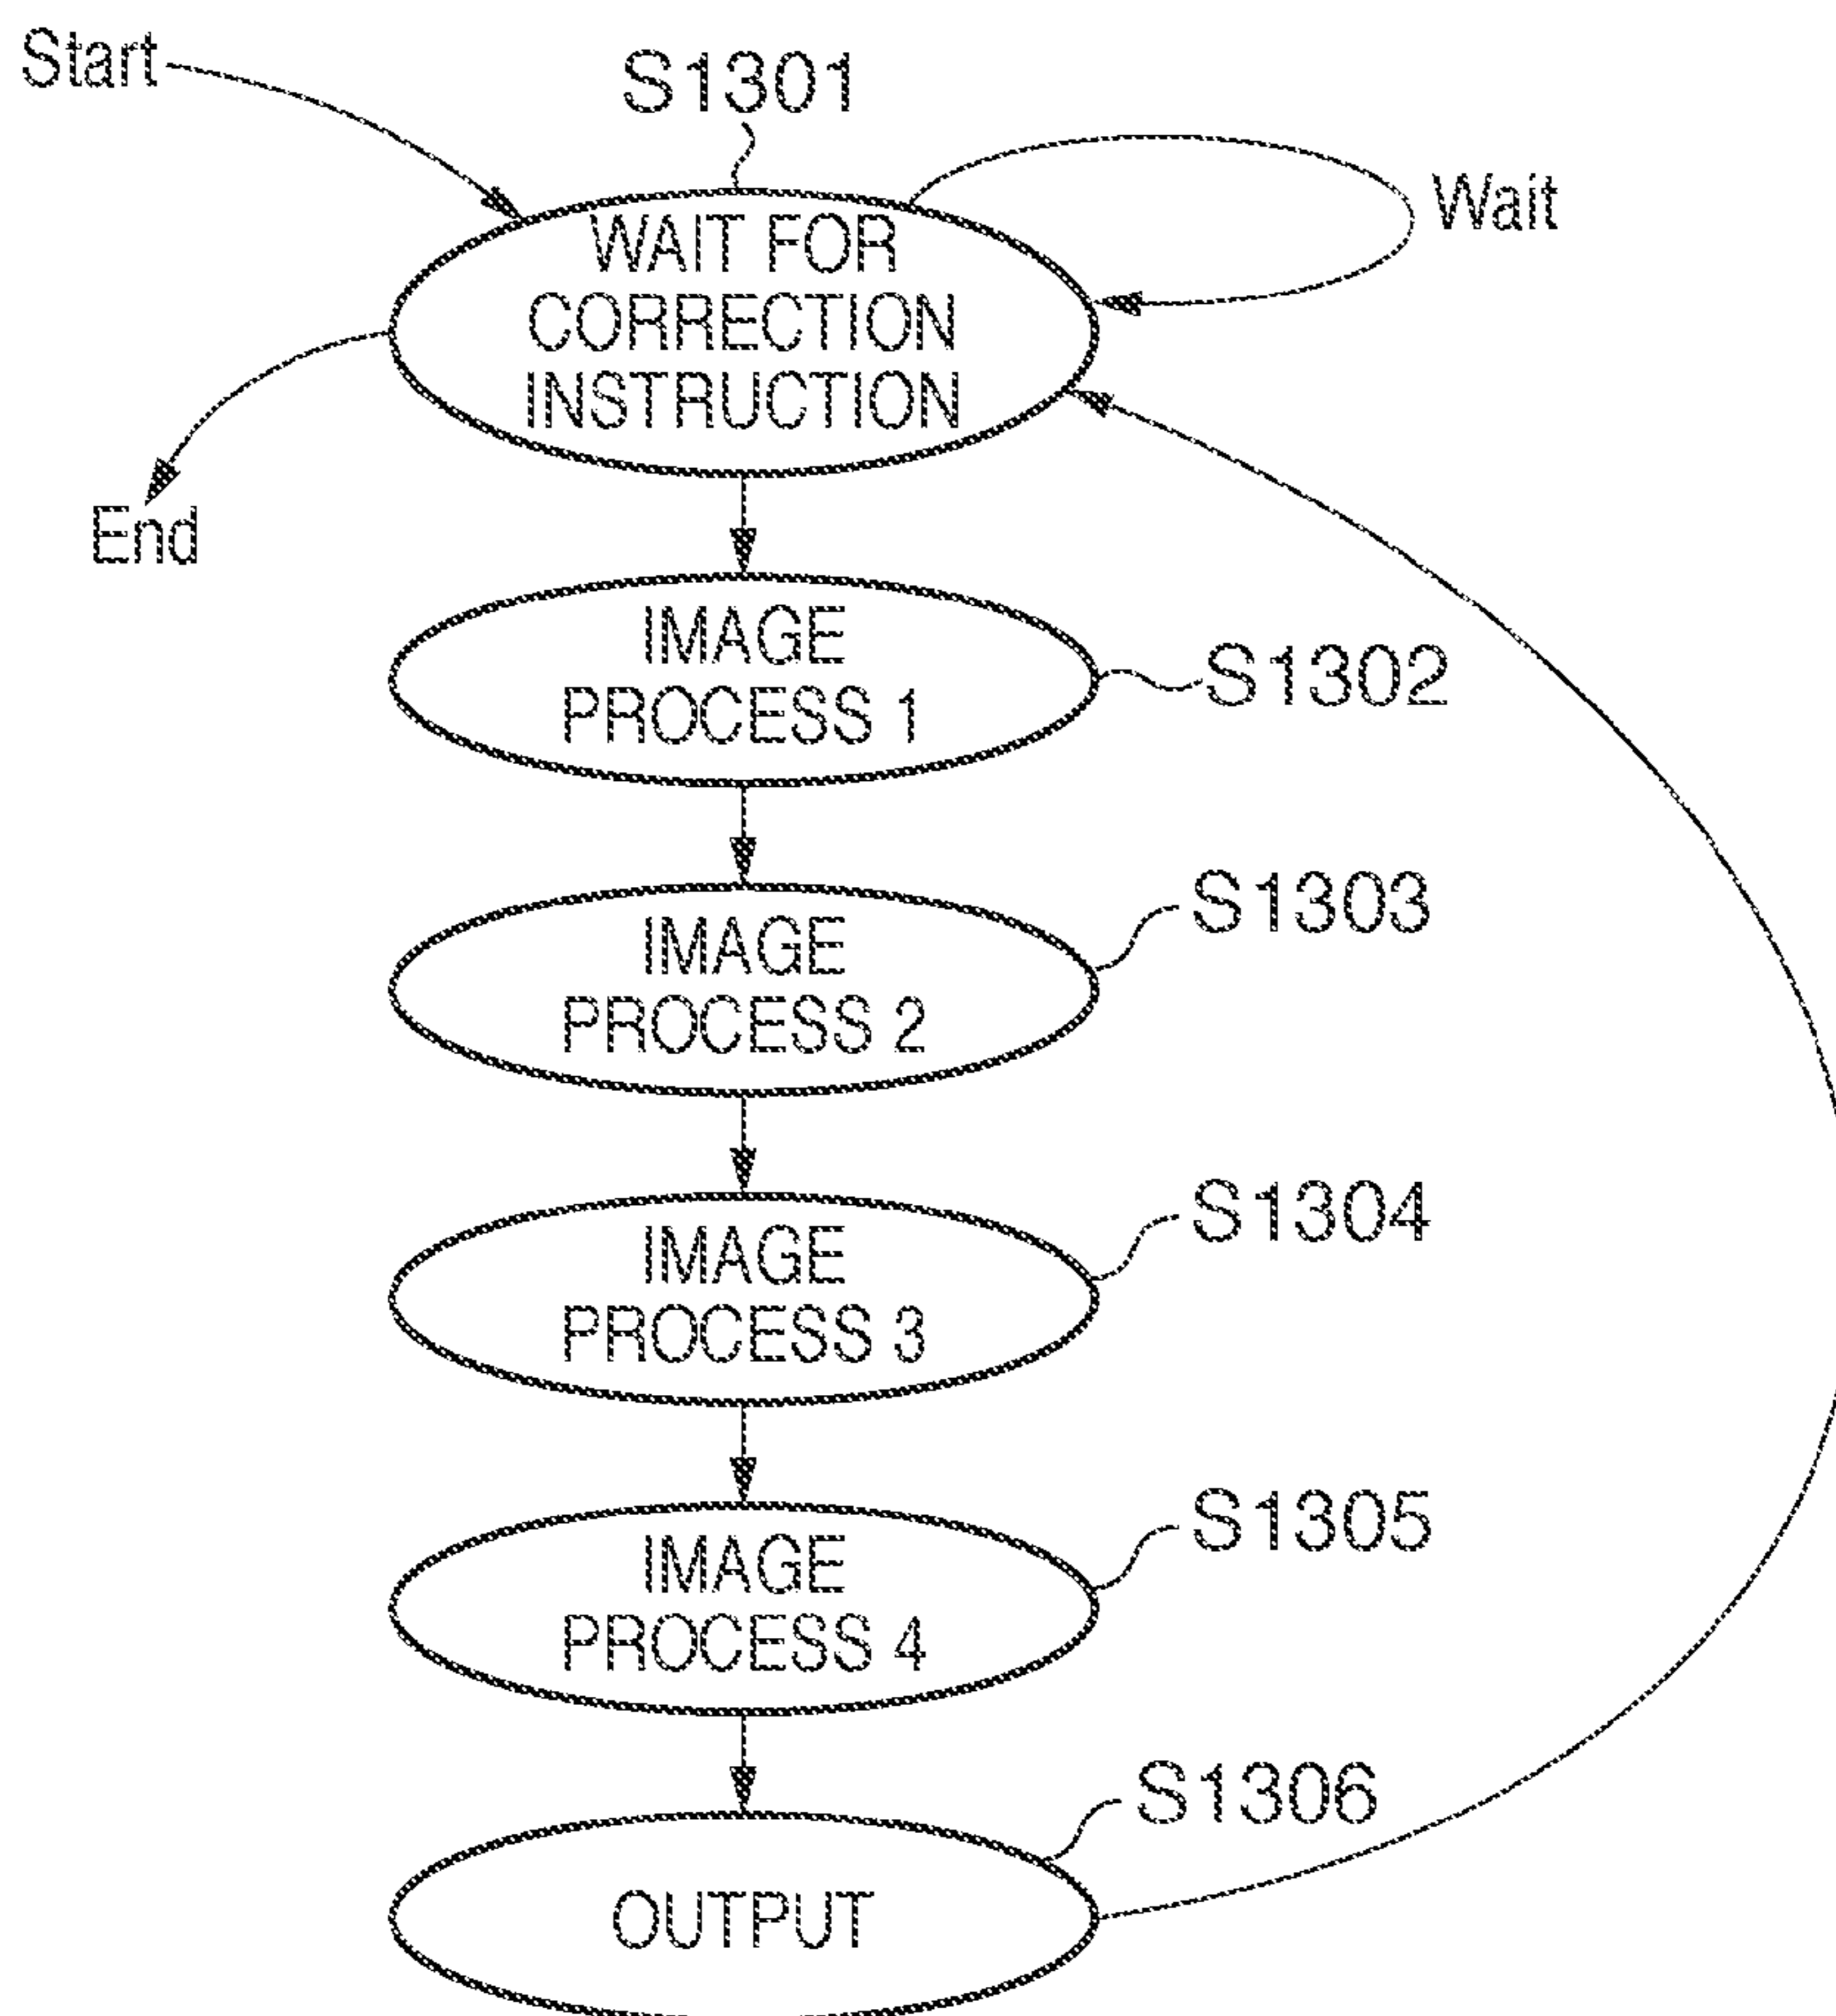 Start
S1301
Wait
WAIT FOR
CORRECTION
INSTRUCTION
End
IMAGE
PROCESS 1
S1302
S1303
IMAGE
PROCESS 2
S1304
IMAGE
PROCESS 3
S1305
IMAGE
PROCESS 4
S1306
OUTPUT